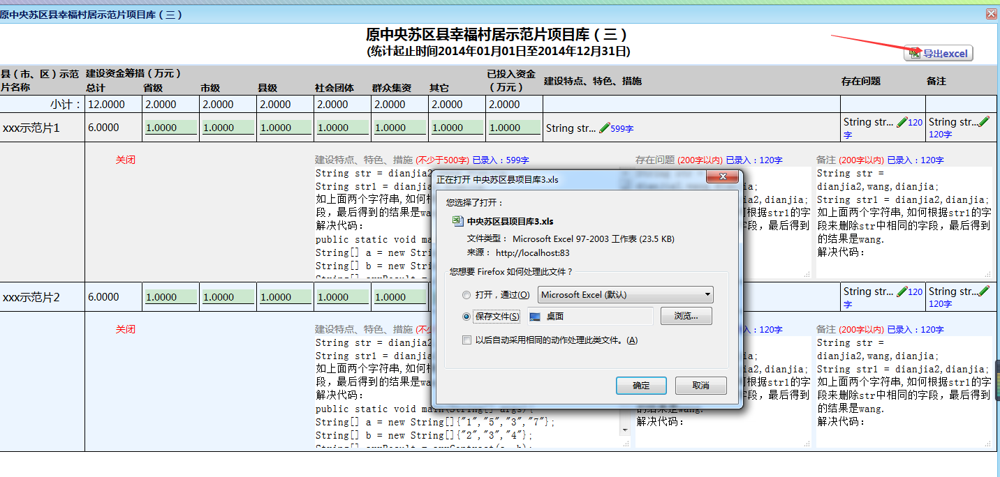 原中央苏区县幸福村居示范片项目库（三）
原中央苏区县幸福村居示范片项目库（三）
(统计起止时间2014年01月01日至2014年12月31日)
导出excel
县（市、区）示范片名称 建设资金筹措（万元） 已投入资金（万元） 建设特点、特色、措施 存在问题 备注
总计 省级 市级 县级 社会团体 群众集资 其它
小计： 12.0000 2.0000 2.0000 2.0000 2.0000 2.0000 2.0000 2.0000
xxx示范片1 6.0000 1.0000 1.0000 1.0000 1.0000 1.0000 1.0000 1.0000 String str... 599字 String str... 120字 String str... 120字
关闭 建设特点、特色、措施 (不少于500字) 已录入：599字 存在问题 (200字以内) 已录入：120字 备注 (200字以内) 已录入：120字
String str = dianjia2
String str1 = dianjia
如上面两个字符串,如何根
段，最后得到的结果是wa
解决代码：
public static void ma
String[] a = new Stri
String[] b = new Stri
ia;
ia2,dianjia;
根据str1的字
段，最后得到
String str =
dianjia2,wang,dianjia;
String str1 = dianjia2,dianjia;
如上面两个字符串,如何根据str1的字
段来删除str中相同的字段，最后得到
的结果是wang.
解决代码：
正在打开 中央苏区县项目库3.xls
您选择了打开：
中央苏区县项目库3.xls
文件类型： Microsoft Excel 97-2003 工作表 (23.5 KB)
来源： http://localhost:83
您想要 Firefox 如何处理此文件？
打开，通过(O) Microsoft Excel (默认)
保存文件(S) 桌面 浏览...
以后自动采用相同的动作处理此类文件。(A)
确定 取消
xxx示范片2 6.0000 1.0000 1.0000 1.0000 1.0000 1.0000 String str... 120字 String str... 120字
关闭 建设特点、特色、措施 (不少 入：120字 备注 (200字以内) 已录入：120字
String str = dianjia2
String str1 = dianjia
如上面两个字符串,如何根
段，最后得到的结果是wa
解决代码：
public static void main(String[] args){
String[] a = new String[]{"1","5","3","7"};
String[] b = new String[]{"2","3","4"};
ia;
ia2,dianjia;
根据str1的字
段，最后得到
的结果是wang.
解决代码：
String str =
dianjia2,wang,dianjia;
String str1 = dianjia2,dianjia;
如上面两个字符串,如何根据str1的字
段来删除str中相同的字段，最后得到
的结果是wang.
解决代码：